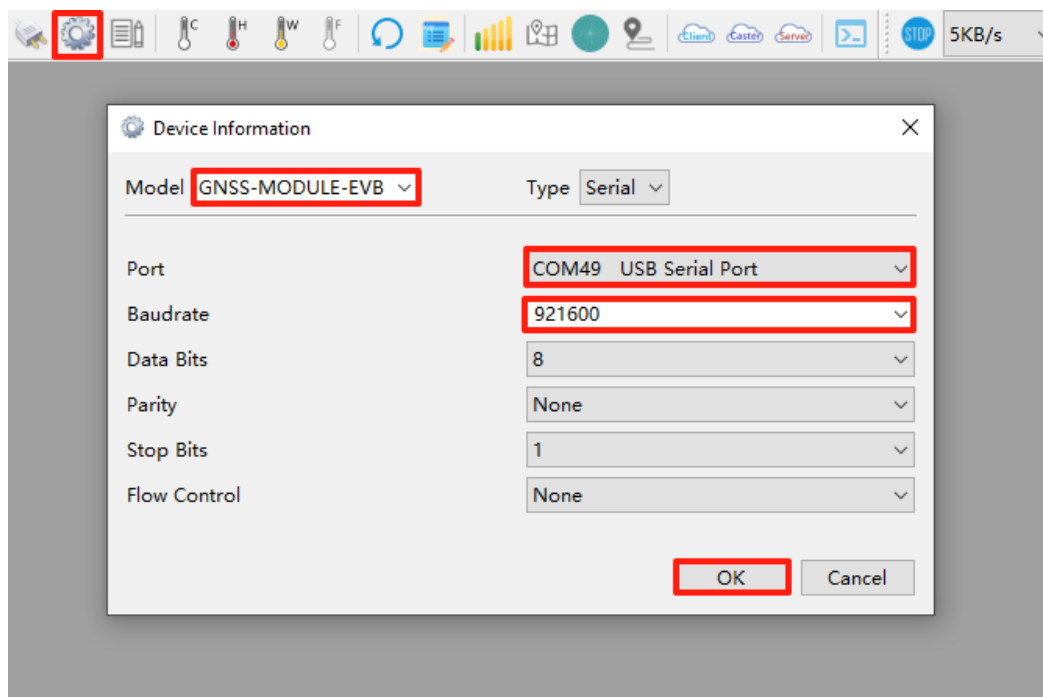 C H W F Client Caster Server >_ STOP 5KB/s
Device Information
Model GNSS-MODULE-EVB Type Serial
Port COM49 USB Serial Port
Baudrate 921600
Data Bits 8
Parity None
Stop Bits 1
Flow Control None
OK Cancel